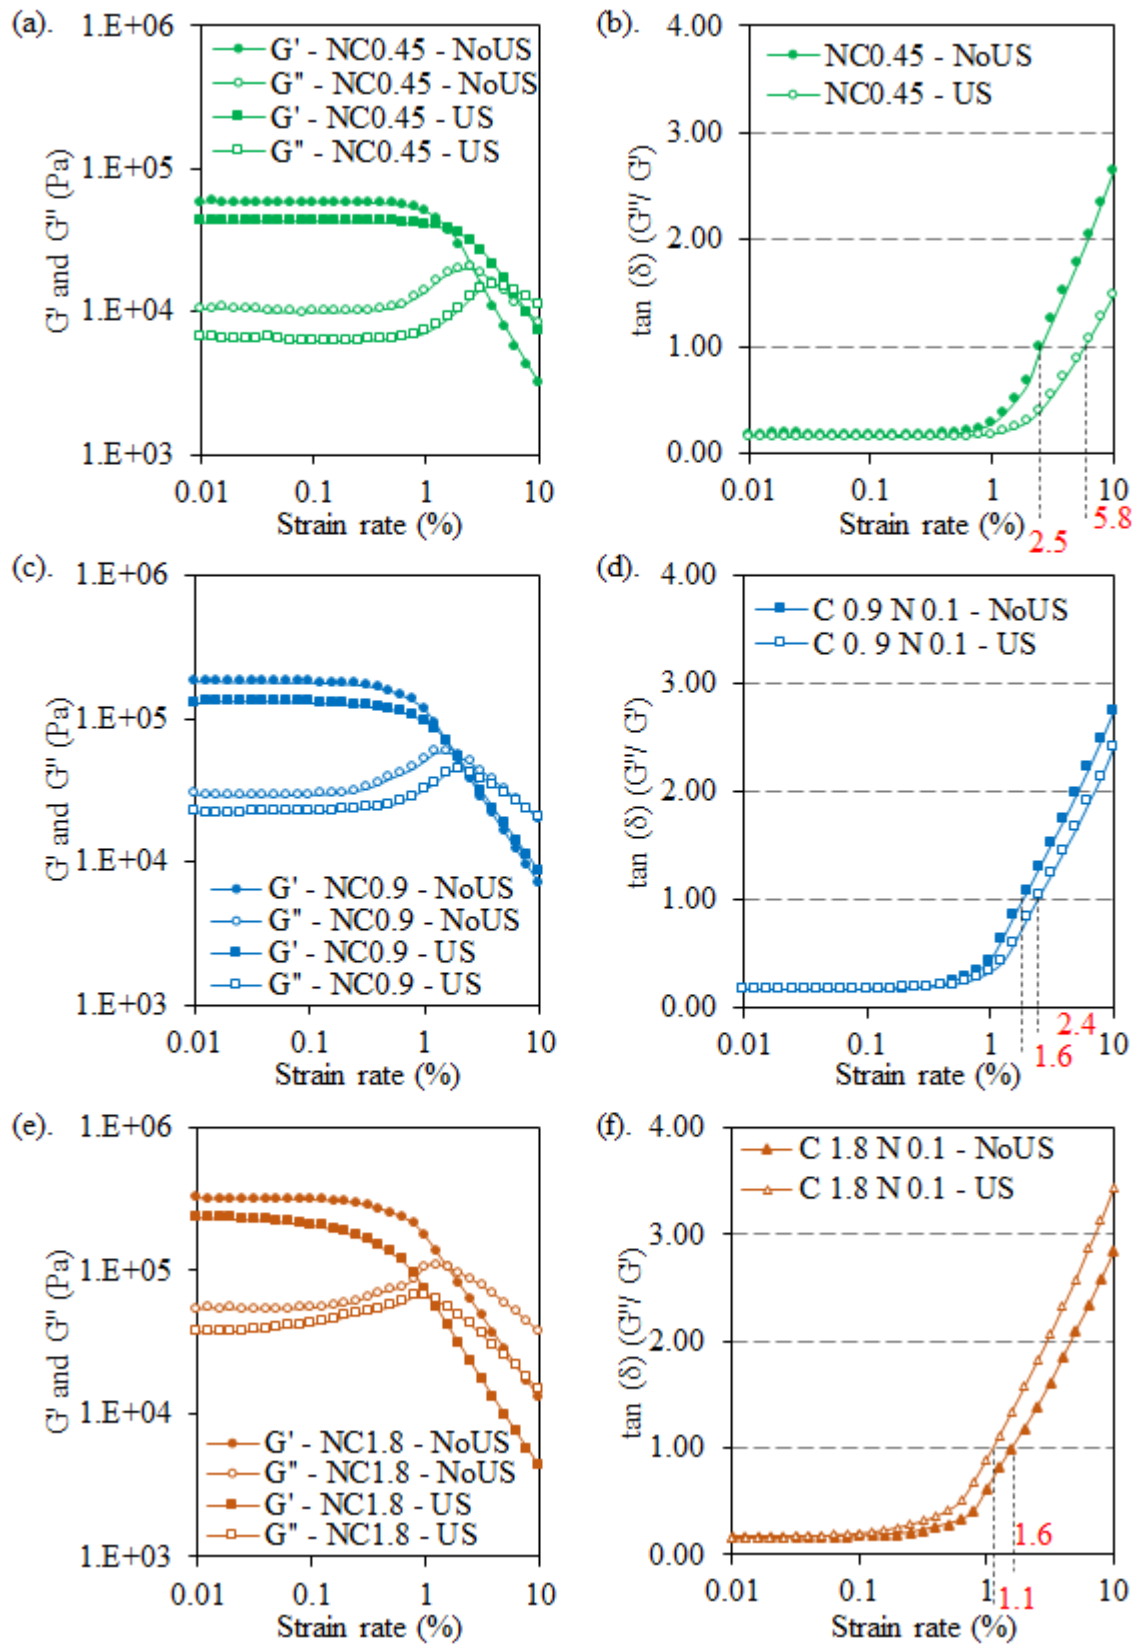 (a).
1.E+06
1.E+05
1.E+04
1.E+03
G' and G" (Pa)
G' - NC0.45 - NoUS
G" - NC0.45 - NoUS
G' - NC0.45 - US
G" - NC0.45 - US
0.01 0.1 1 10
Strain rate (%)
(b).
4.00
3.00
2.00
1.00
0.00
tan (δ) (G"/ G')
NC0.45 - NoUS
NC0.45 - US
0.01 0.1 1 10
Strain rate (%)
2.5
5.8
(c).
1.E+06
1.E+05
1.E+04
1.E+03
G' and G" (Pa)
G' - NC0.9 - NoUS
G" - NC0.9 - NoUS
G' - NC0.9 - US
G" - NC0.9 - US
0.01 0.1 1 10
Strain rate (%)
(d).
4.00
3.00
2.00
1.00
0.00
tan (δ) (G"/ G')
C 0.9 N 0.1 - NoUS
C 0. 9 N 0.1 - US
0.01 0.1 1 10
2.4
1.6
Strain rate (%)
(e).
1.E+06
1.E+05
1.E+04
1.E+03
G' and G" (Pa)
G' - NC1.8 - NoUS
G" - NC1.8 - NoUS
G' - NC1.8 - US
G" - NC1.8 - US
0.01 0.1 1 10
Strain rate (%)
(f).
4.00
3.00
2.00
1.00
0.00
tan (δ) (G"/ G')
C 1.8 N 0.1 - NoUS
C 1.8 N 0.1 - US
1.6
1.1
0.01 0.1 1 10
Strain rate (%)